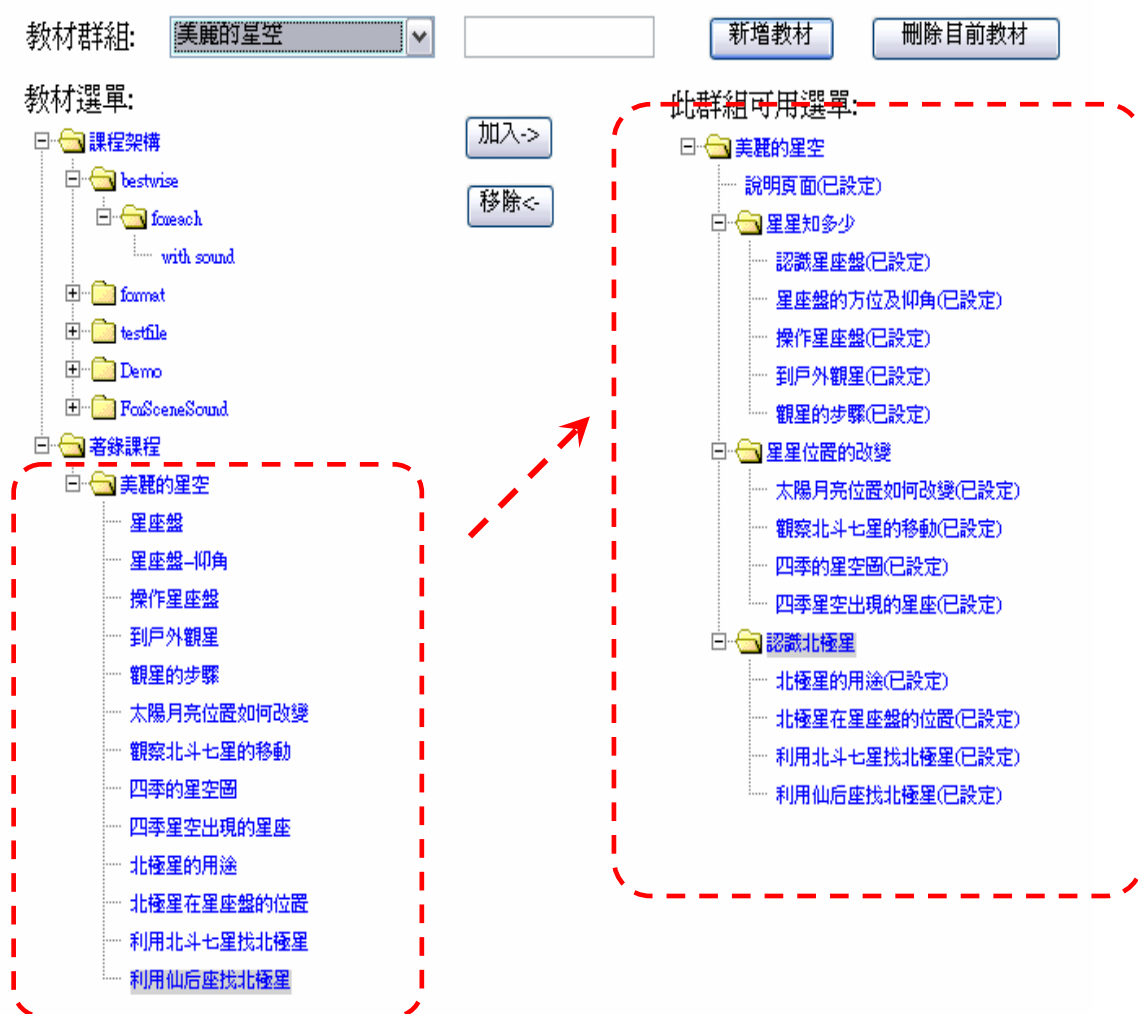 教材群組: 美麗的星空 新增教材 刪除目前教材
教材選單:
課程架構
bestwise
foreach
with sound
format
testfile
Demo
ForSceneSound
著錄課程
美麗的星空
星座盤
星座盤-仰角
操作星座盤
到戶外觀星
觀星的步驟
太陽月亮位置如何改變
觀察北斗七星的移動
四季的星空圖
四季星空出現的星座
北極星的用途
北極星在星座盤的位置
利用北斗七星找北極星
利用仙后座找北極星
加入->
移除<-
此群組可用選單:
美麗的星空
說明頁面(已設定)
星星知多少
認識星座盤(已設定)
星座盤的方位及仰角(已設定)
操作星座盤(已設定)
到戶外觀星(已設定)
觀星的步驟(已設定)
星星位置的改變
太陽月亮位置如何改變(已設定)
觀察北斗七星的移動(已設定)
四季的星空圖(已設定)
四季星空出現的星座(已設定)
認識北極星
北極星的用途(已設定)
北極星在星座盤的位置(已設定)
利用北斗七星找北極星(已設定)
利用仙后座找北極星(已設定)